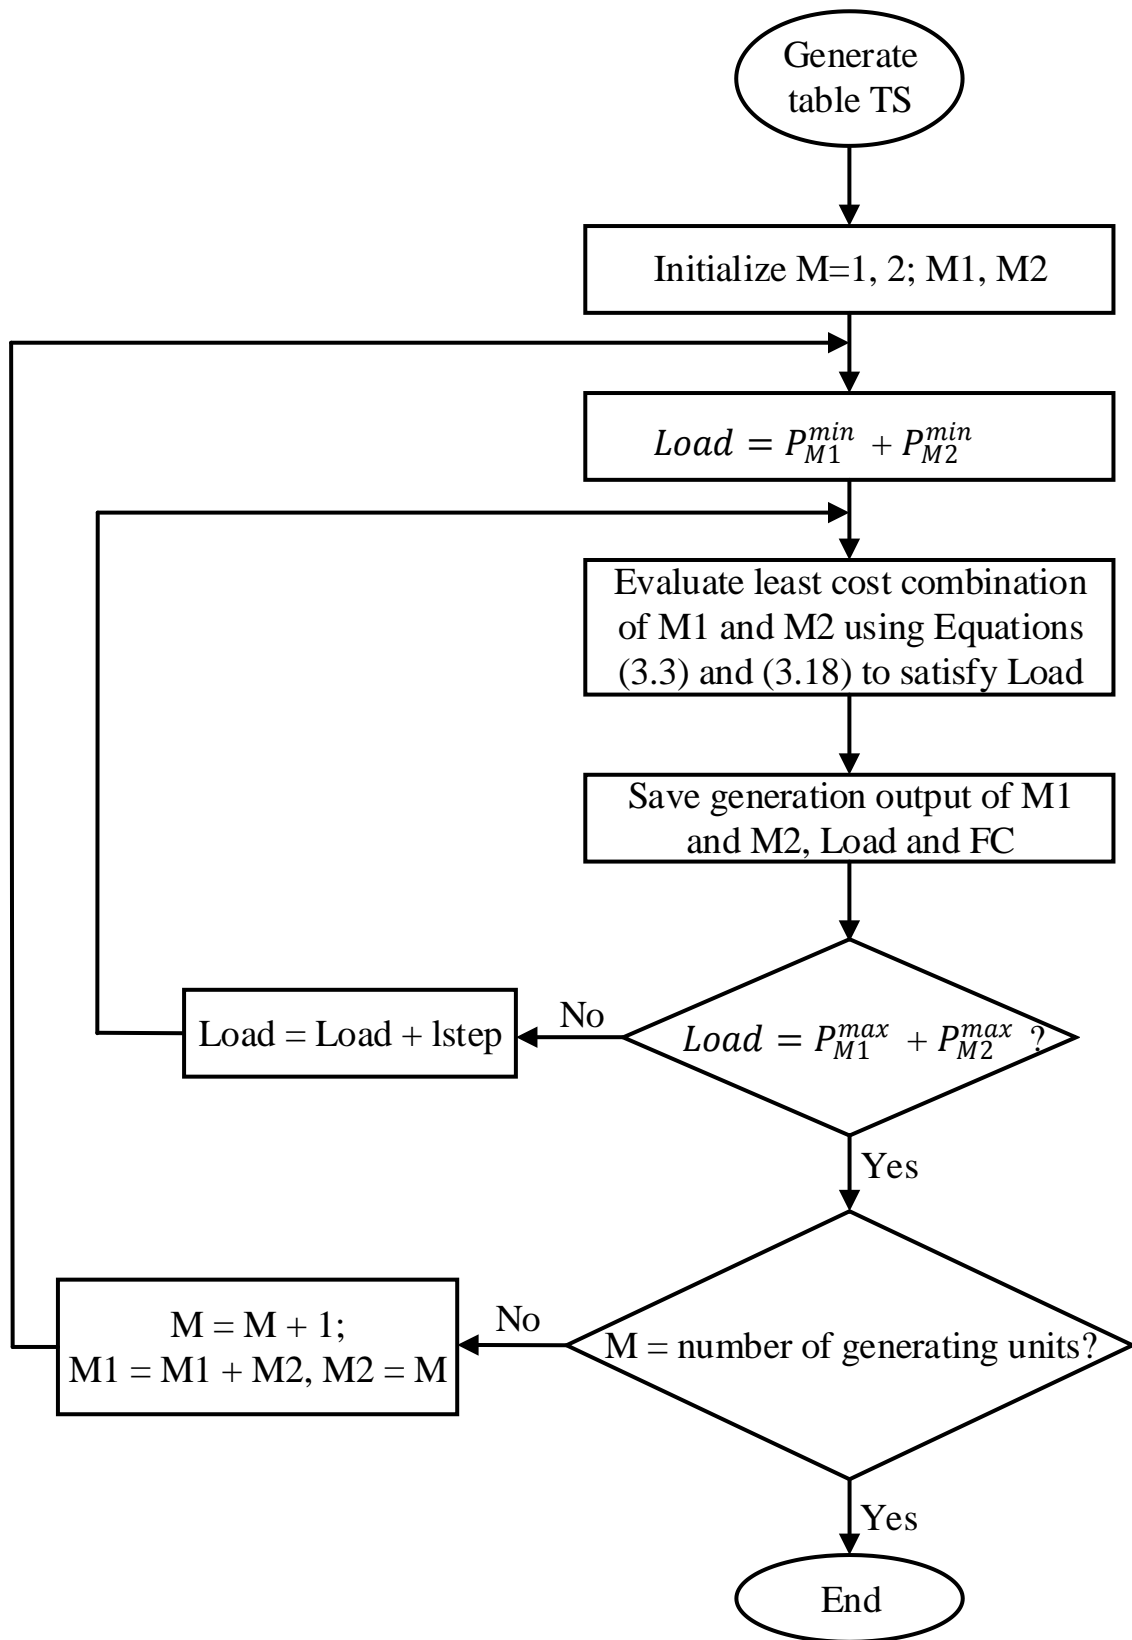 Generate
table TS
Initialize M=1, 2; M1, M2
Load = P_{M1}^{min} + P_{M2}^{min}
Evaluate least cost combination
of M1 and M2 using Equations
(3.3) and (3.18) to satisfy Load
Save generation output of M1
and M2, Load and FC
Load = Load + lstep
No
Load = P_{M1}^{max} + P_{M2}^{max} ?
Yes
M = M + 1;
M1 = M1 + M2, M2 = M
No
M = number of generating units?
Yes
End